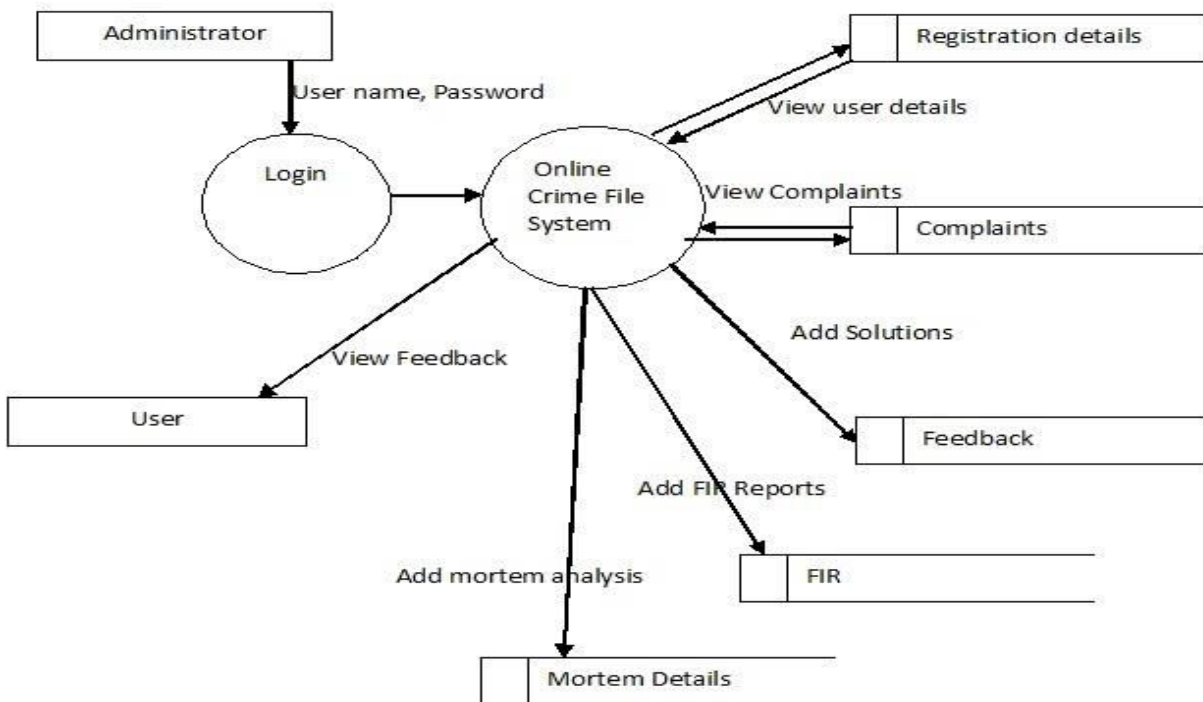 Administrator
Registration details
User name, Password
View user details
Login
Online
Crime File
System
View Complaints
Complaints
Add Solutions
View Feedback
User
Feedback
Add FIR Reports
Add mortem analysis
FIR
Mortem Details